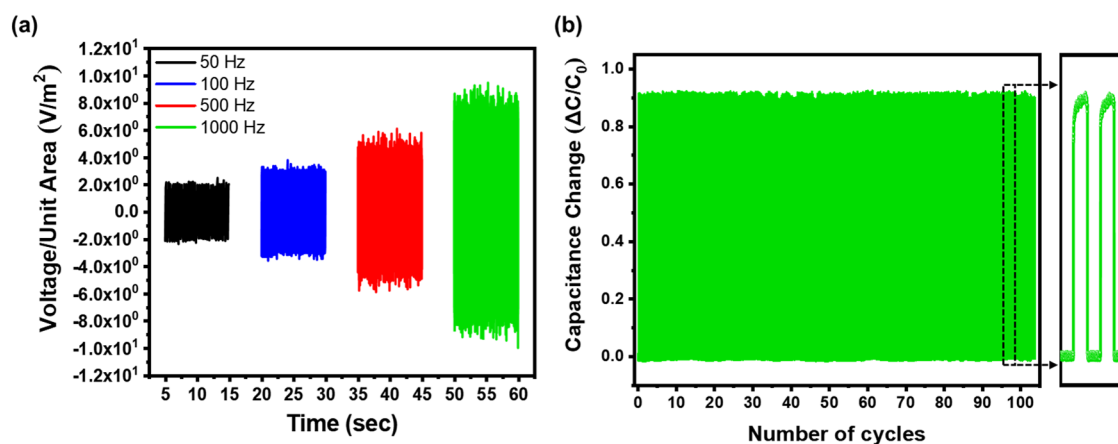 (a)
Voltage/Unit Area (V/m²)
1.2x10¹
1.0x10¹
8.0x10⁰
6.0x10⁰
4.0x10⁰
2.0x10⁰
0.0
-2.0x10⁰
-4.0x10⁰
-6.0x10⁰
-8.0x10⁰
-1.0x10¹
-1.2x10¹
50 Hz
100 Hz
500 Hz
1000 Hz
5 10 15 20 25 30 35 40 45 50 55 60
Time (sec)
(b)
Capacitance Change (ΔC/C₀)
1.0
0.8
0.6
0.4
0.2
0.0
0 10 20 30 40 50 60 70 80 90 100
Number of cycles